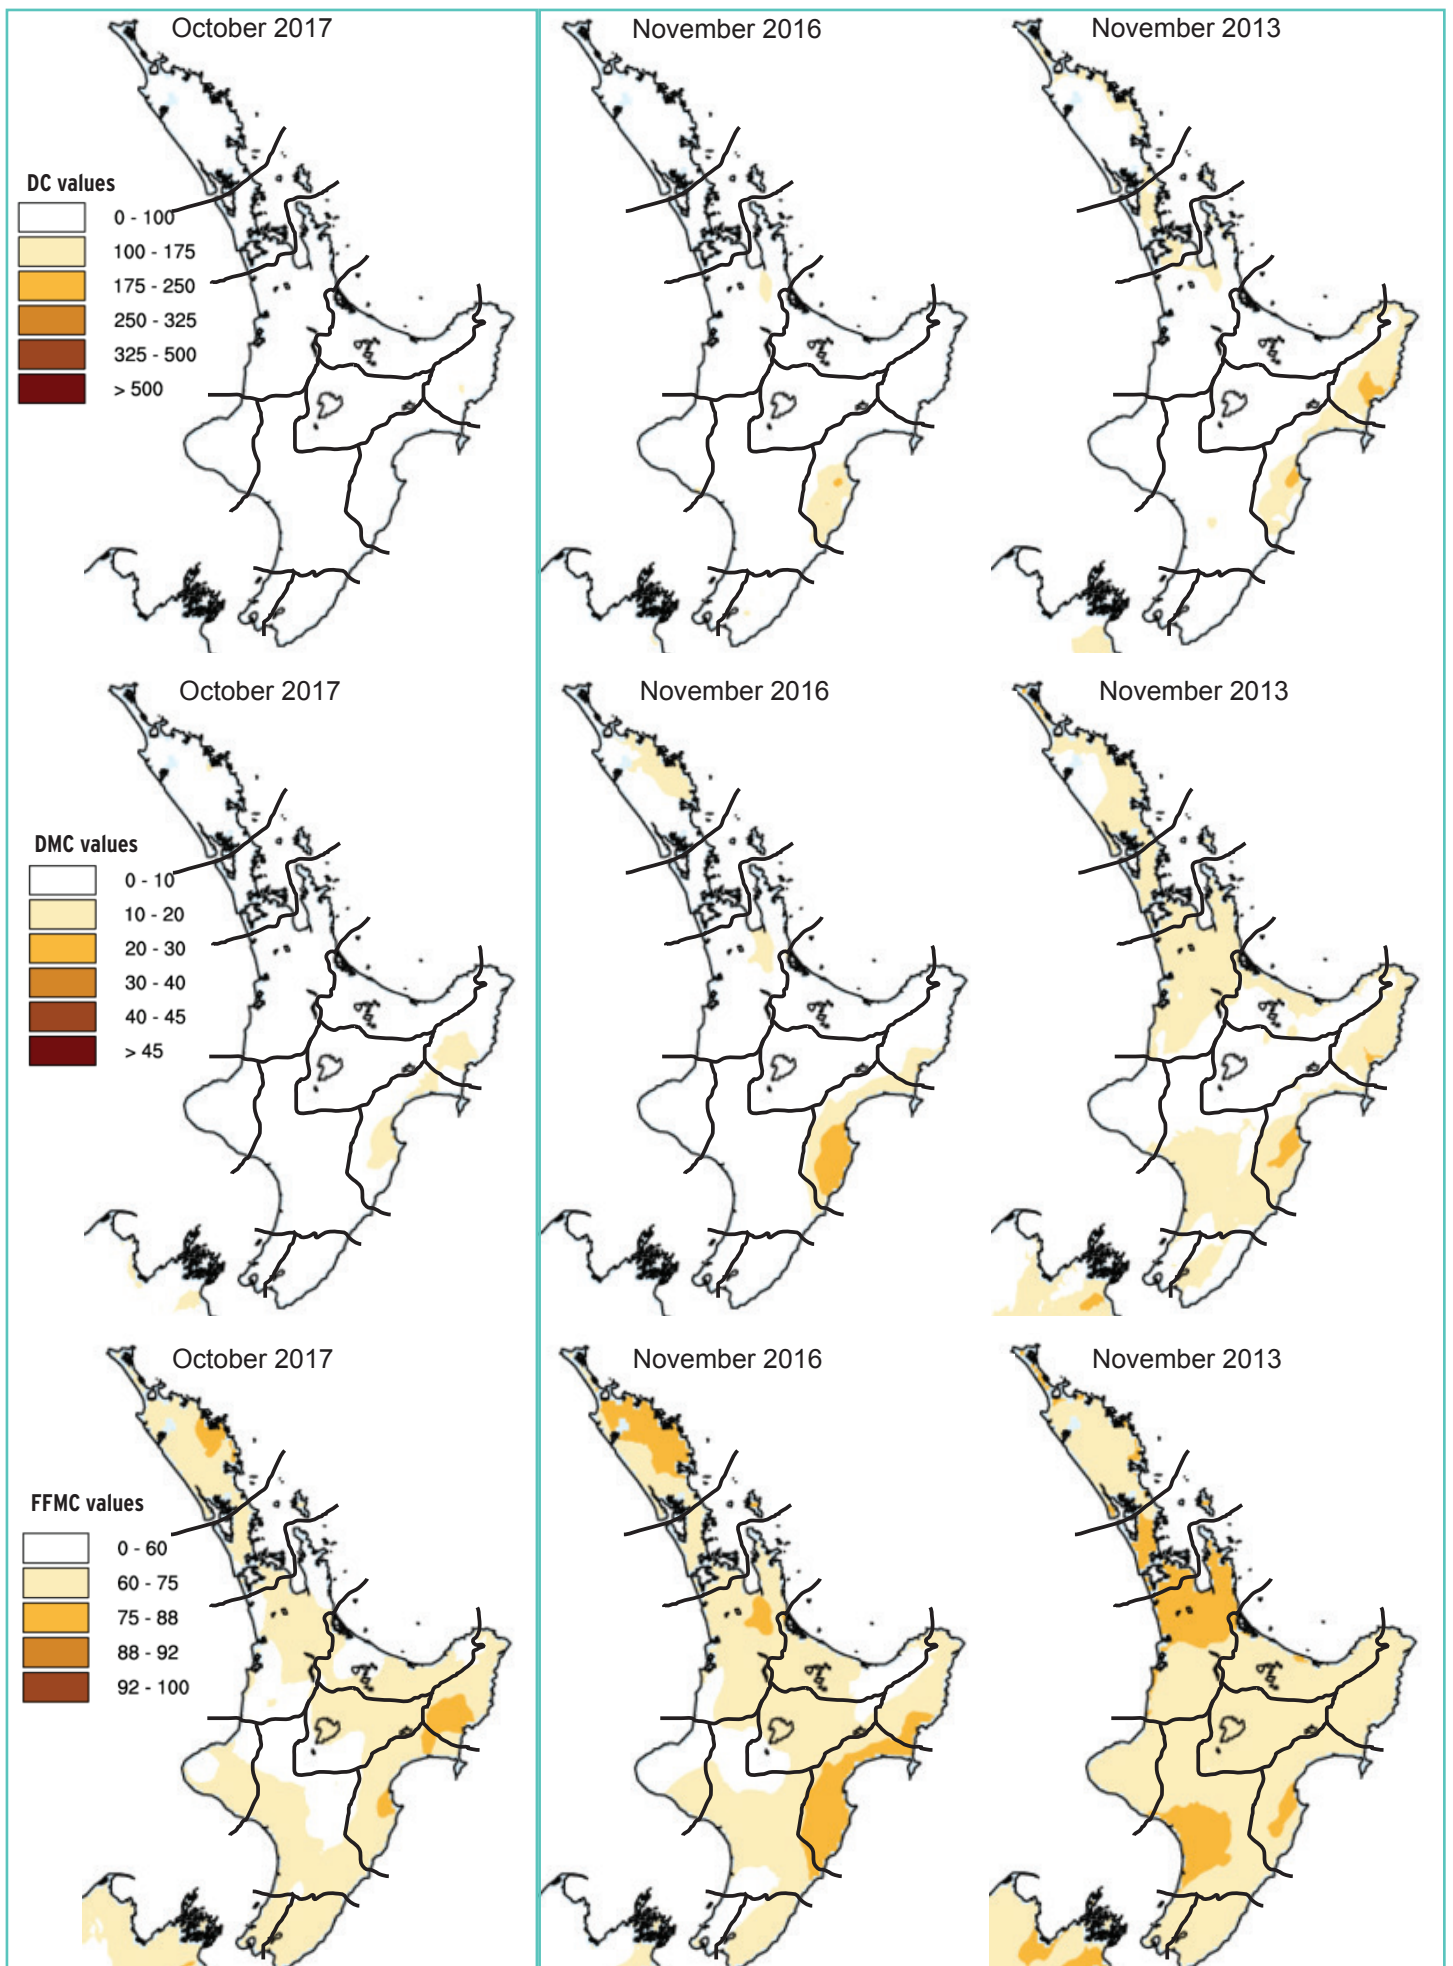 October 2017
November 2016
November 2013
DC values
0 - 100
100 - 175
175 - 250
250 - 325
325 - 500
> 500
October 2017
November 2016
November 2013
DMC values
0 - 10
10 - 20
20 - 30
30 - 40
40 - 45
> 45
October 2017
November 2016
November 2013
FFMC values
0 - 60
60 - 75
75 - 88
88 - 92
92 - 100